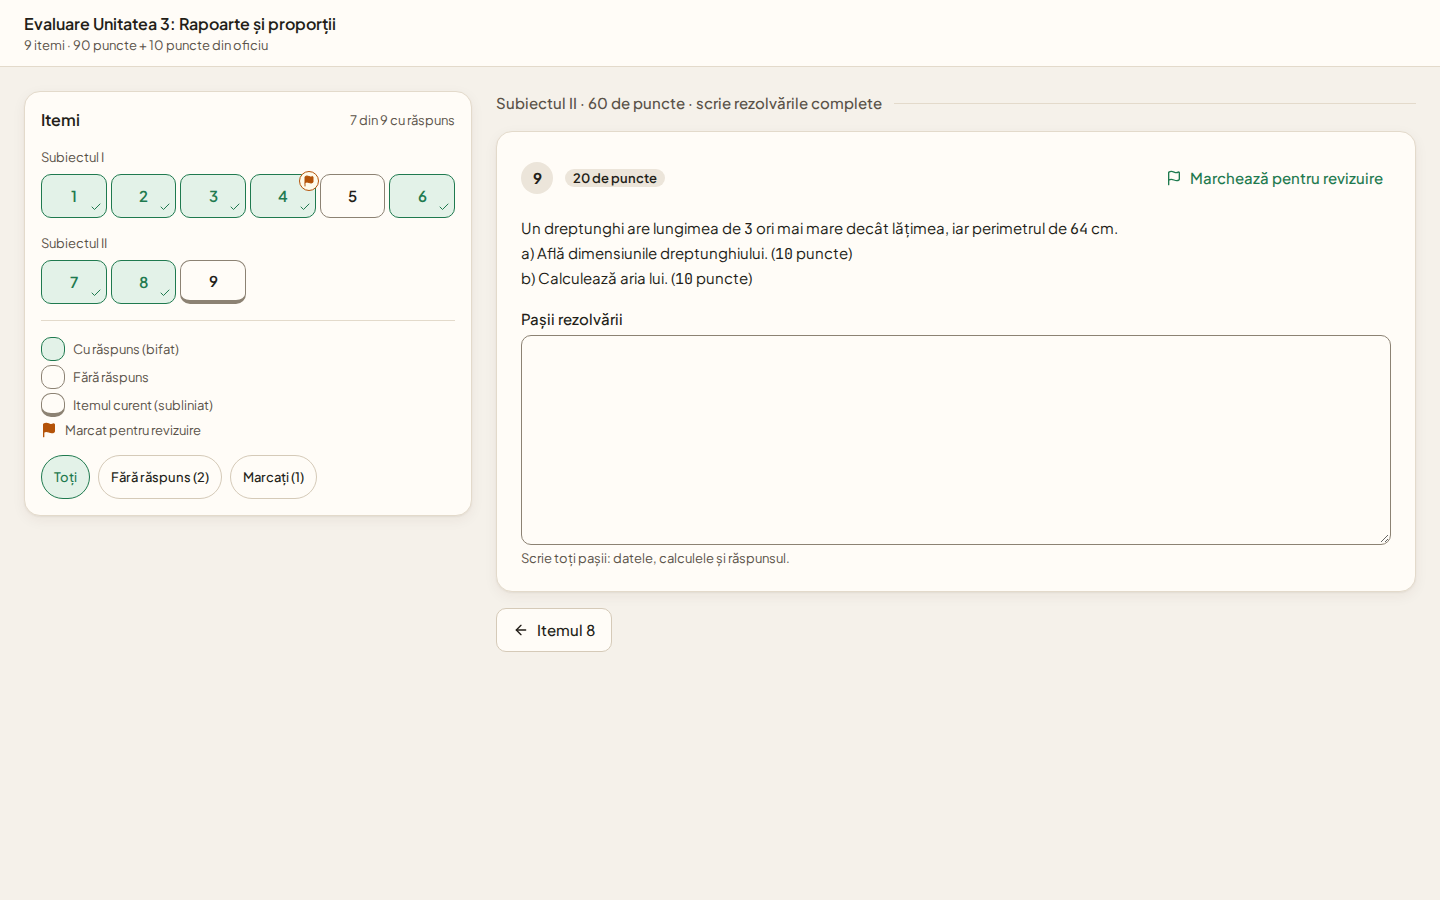 Evaluare Unitatea 3: Rapoarte și proporții
9 itemi · 90 puncte + 10 puncte din oficiu
Itemi
7 din 9 cu răspuns
Subiectul I
1
2
3
4
5
6
Subiectul II
7
8
9
Cu răspuns (bifat)
Fără răspuns
Itemul curent (subliniat)
Marcat pentru revizuire
Toți
Fără răspuns (2)
Marcați (1)
Subiectul II · 60 de puncte · scrie rezolvările complete
9
20 de puncte
Marchează pentru revizuire
Un dreptunghi are lungimea de 3 ori mai mare decât lățimea, iar perimetrul de 64 cm.
a) Află dimensiunile dreptunghiului. (10 puncte)
b) Calculează aria lui. (10 puncte)
Pașii rezolvării
Scrie toți pașii: datele, calculele și răspunsul.
Itemul 8